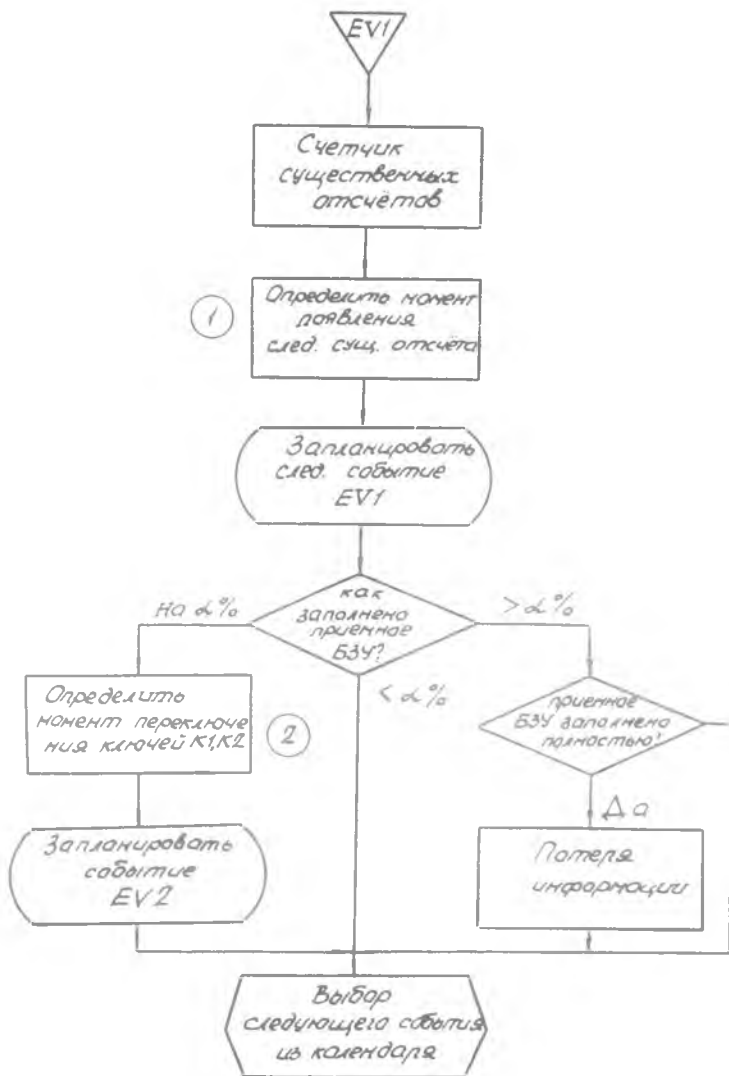 EV1
Счетчик
существенных
отсчётов
1
Определить момент
появления
след. сущ. отсчёта
Запланировать
след. событие
EV1
как
заполнено
приемное
БЗУ?
на α%
> α%
< α%
Определить
момент переключе
ния ключей К1,К2
2
приемное
БЗУ заполнено
полностью?
Да
Запланировать
событие
EV2
Потеря
информации
Выбор
следующего события
из календаря